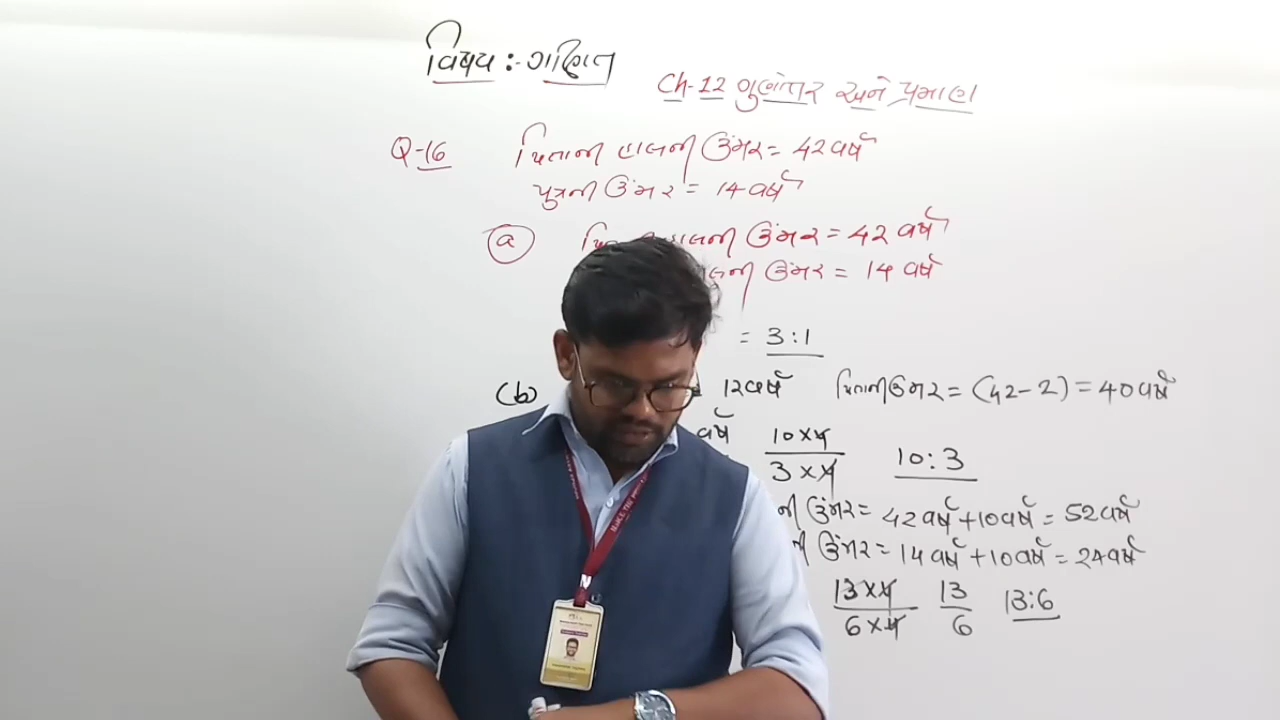 વિષય :- ગણિત
Ch-12 ગુણોત્તર અને પ્રમાણ
Q-16 પિતાની હાલની ઉંમર = 42 વર્ષ
પુત્રની ઉંમર = 14 વર્ષ
(a) હાલની ઉંમર = 42 વર્ષ
ઉંમર = 14 વર્ષ
= 3:1
(b) 12 વર્ષ પિતાની ઉંમર = (42-2) = 40 વર્ષ
વર્ષ 10×4 / 3×4 10:3
ની ઉંમર = 42 વર્ષ + 10 વર્ષ = 52 વર્ષ
ઉંમર = 14 વર્ષ + 10 વર્ષ = 24 વર્ષ
13×4 / 6×4 13/6 13:6